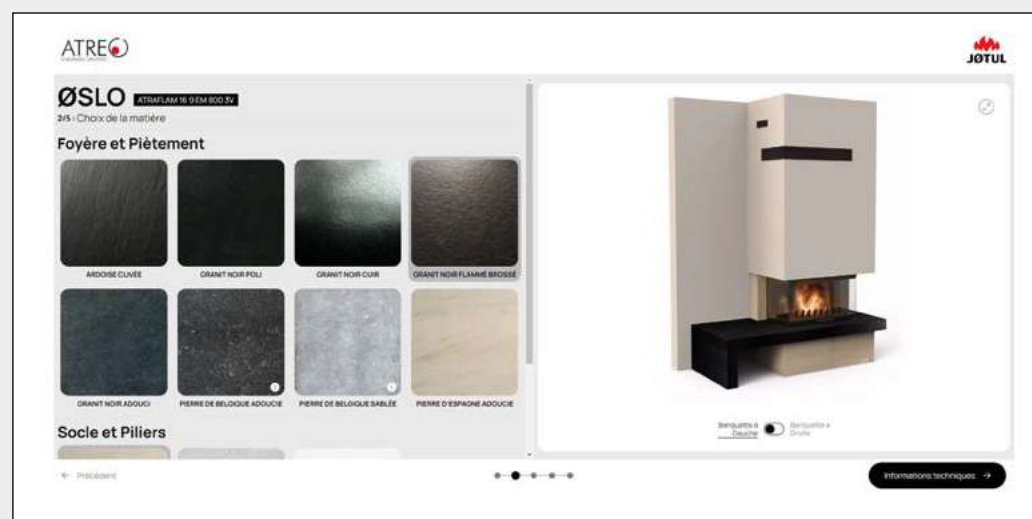 ATRE
JØTUL
ØSLO ATRAFLAM 16 9 EM 800 3V
2/5 : Choix de la matière
Foyère et Piètement
ARDOISE CLIVÉE
GRANIT NOIR POLI
GRANIT NOIR CUIR
GRANIT NOIR FLAMMÉ BROSSÉ
GRANIT NOIR ADOUCI
PIERRE DE BELGIQUE ADOUCIE
PIERRE DE BELGIQUE SABLÉE
PIERRE D'ESPAGNE ADOUCIE
Socle et Piliers
Banquette à
Gauche
Banquette à
Droite
← Précédent
Informations techniques →